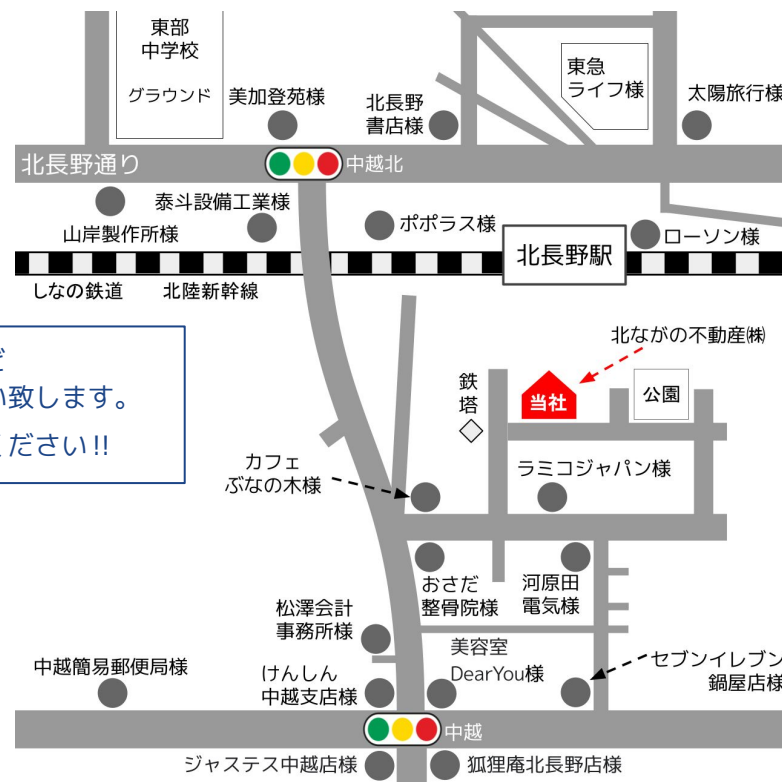 東部
中学校
グラウンド
美加登苑様
北長野
書店様
東急
ライフ様
太陽旅行様
北長野通り
中越北
山岸製作所様
泰斗設備工業様
ポポラス様
北長野駅
ローソン様
しなの鉄道
北陸新幹線
北ながの不動産㈱
い致します。
ください!!
鉄
塔
当社
公園
カフェ
ぶなの木様
ラミコジャパン様
おさだ
整骨院様
河原田
電気様
松澤会計
事務所様
美容室
DearYou様
セブンイレブン
鍋屋店様
中越簡易郵便局様
けんしん
中越支店様
中越
ジャステス中越店様
狐狸庵北長野店様